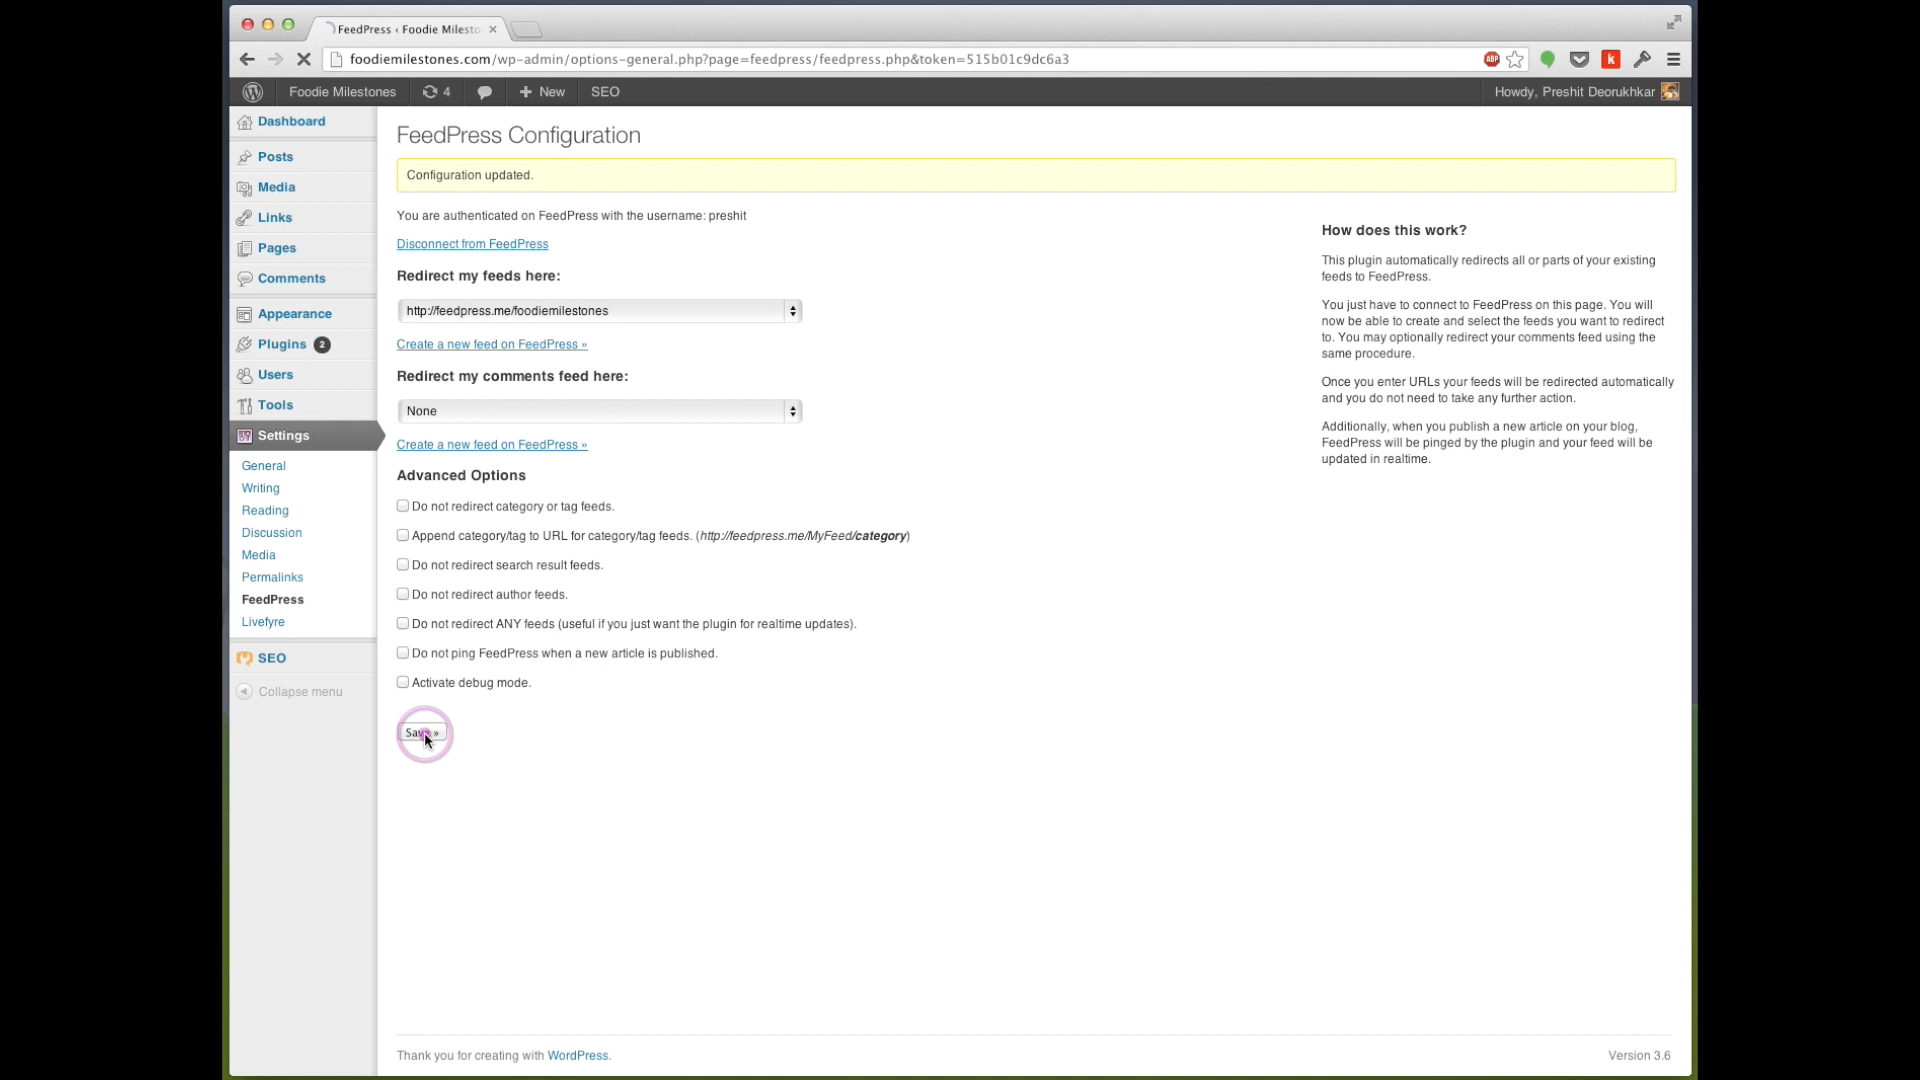 FeedPress ‹ Foodie Milesto
foodiemilestones.com/wp-admin/options-general.php?page=feedpress/feedpress.php&token=515b01c9dc6a3
ABP
k
Foodie Milestones
4
+ New
SEO
Howdy, Preshit Deorukhkar
Dashboard
Posts
Media
Links
Pages
Comments
Appearance
Plugins 2
Users
Tools
Settings
General
Writing
Reading
Discussion
Media
Permalinks
FeedPress
Livefyre
SEO
Collapse menu
FeedPress Configuration
Configuration updated.
You are authenticated on FeedPress with the username: preshit
Disconnect from FeedPress
Redirect my feeds here:
http://feedpress.me/foodiemilestones
Create a new feed on FeedPress »
Redirect my comments feed here:
None
Create a new feed on FeedPress »
Advanced Options
Do not redirect category or tag feeds.
Append category/tag to URL for category/tag feeds. (http://feedpress.me/MyFeed/category)
Do not redirect search result feeds.
Do not redirect author feeds.
Do not redirect ANY feeds (useful if you just want the plugin for realtime updates).
Do not ping FeedPress when a new article is published.
Activate debug mode.
Save »
How does this work?
This plugin automatically redirects all or parts of your existing
feeds to FeedPress.
You just have to connect to FeedPress on this page. You will
now be able to create and select the feeds you want to redirect
to. You may optionally redirect your comments feed using the
same procedure.
Once you enter URLs your feeds will be redirected automatically
and you do not need to take any further action.
Additionally, when you publish a new article on your blog,
FeedPress will be pinged by the plugin and your feed will be
updated in realtime.
Thank you for creating with WordPress.
Version 3.6